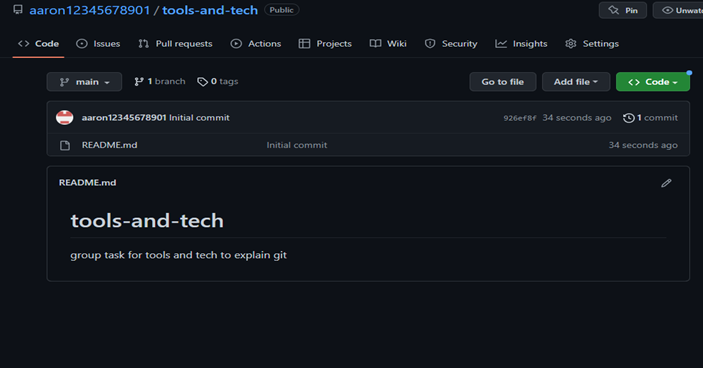 aaron12345678901 / tools-and-tech Public Pin Unwatc
Code Issues Pull requests Actions Projects Wiki Security Insights Settings
main 1 branch 0 tags Go to file Add file Code
aaron12345678901 Initial commit 926ef8f 34 seconds ago 1 commit
README.md Initial commit 34 seconds ago
README.md
tools-and-tech
group task for tools and tech to explain git